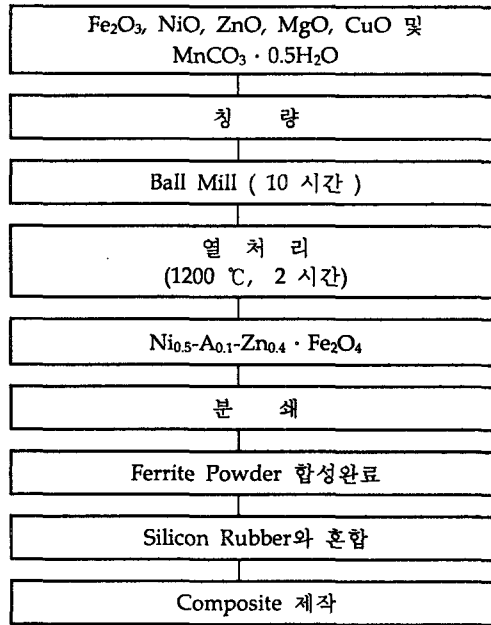 Fe₂O₃, NiO, ZnO, MgO, CuO 및
MnCO₃ · 0.5H₂O
칭 량
Ball Mill ( 10 시간 )
열 처 리
(1200 ℃, 2 시간)
Ni₀.₅-A₀.₁-Zn₀.₄ · Fe₂O₄
분 쇄
Ferrite Powder 합성완료
Silicon Rubber와 혼합
Composite 제작